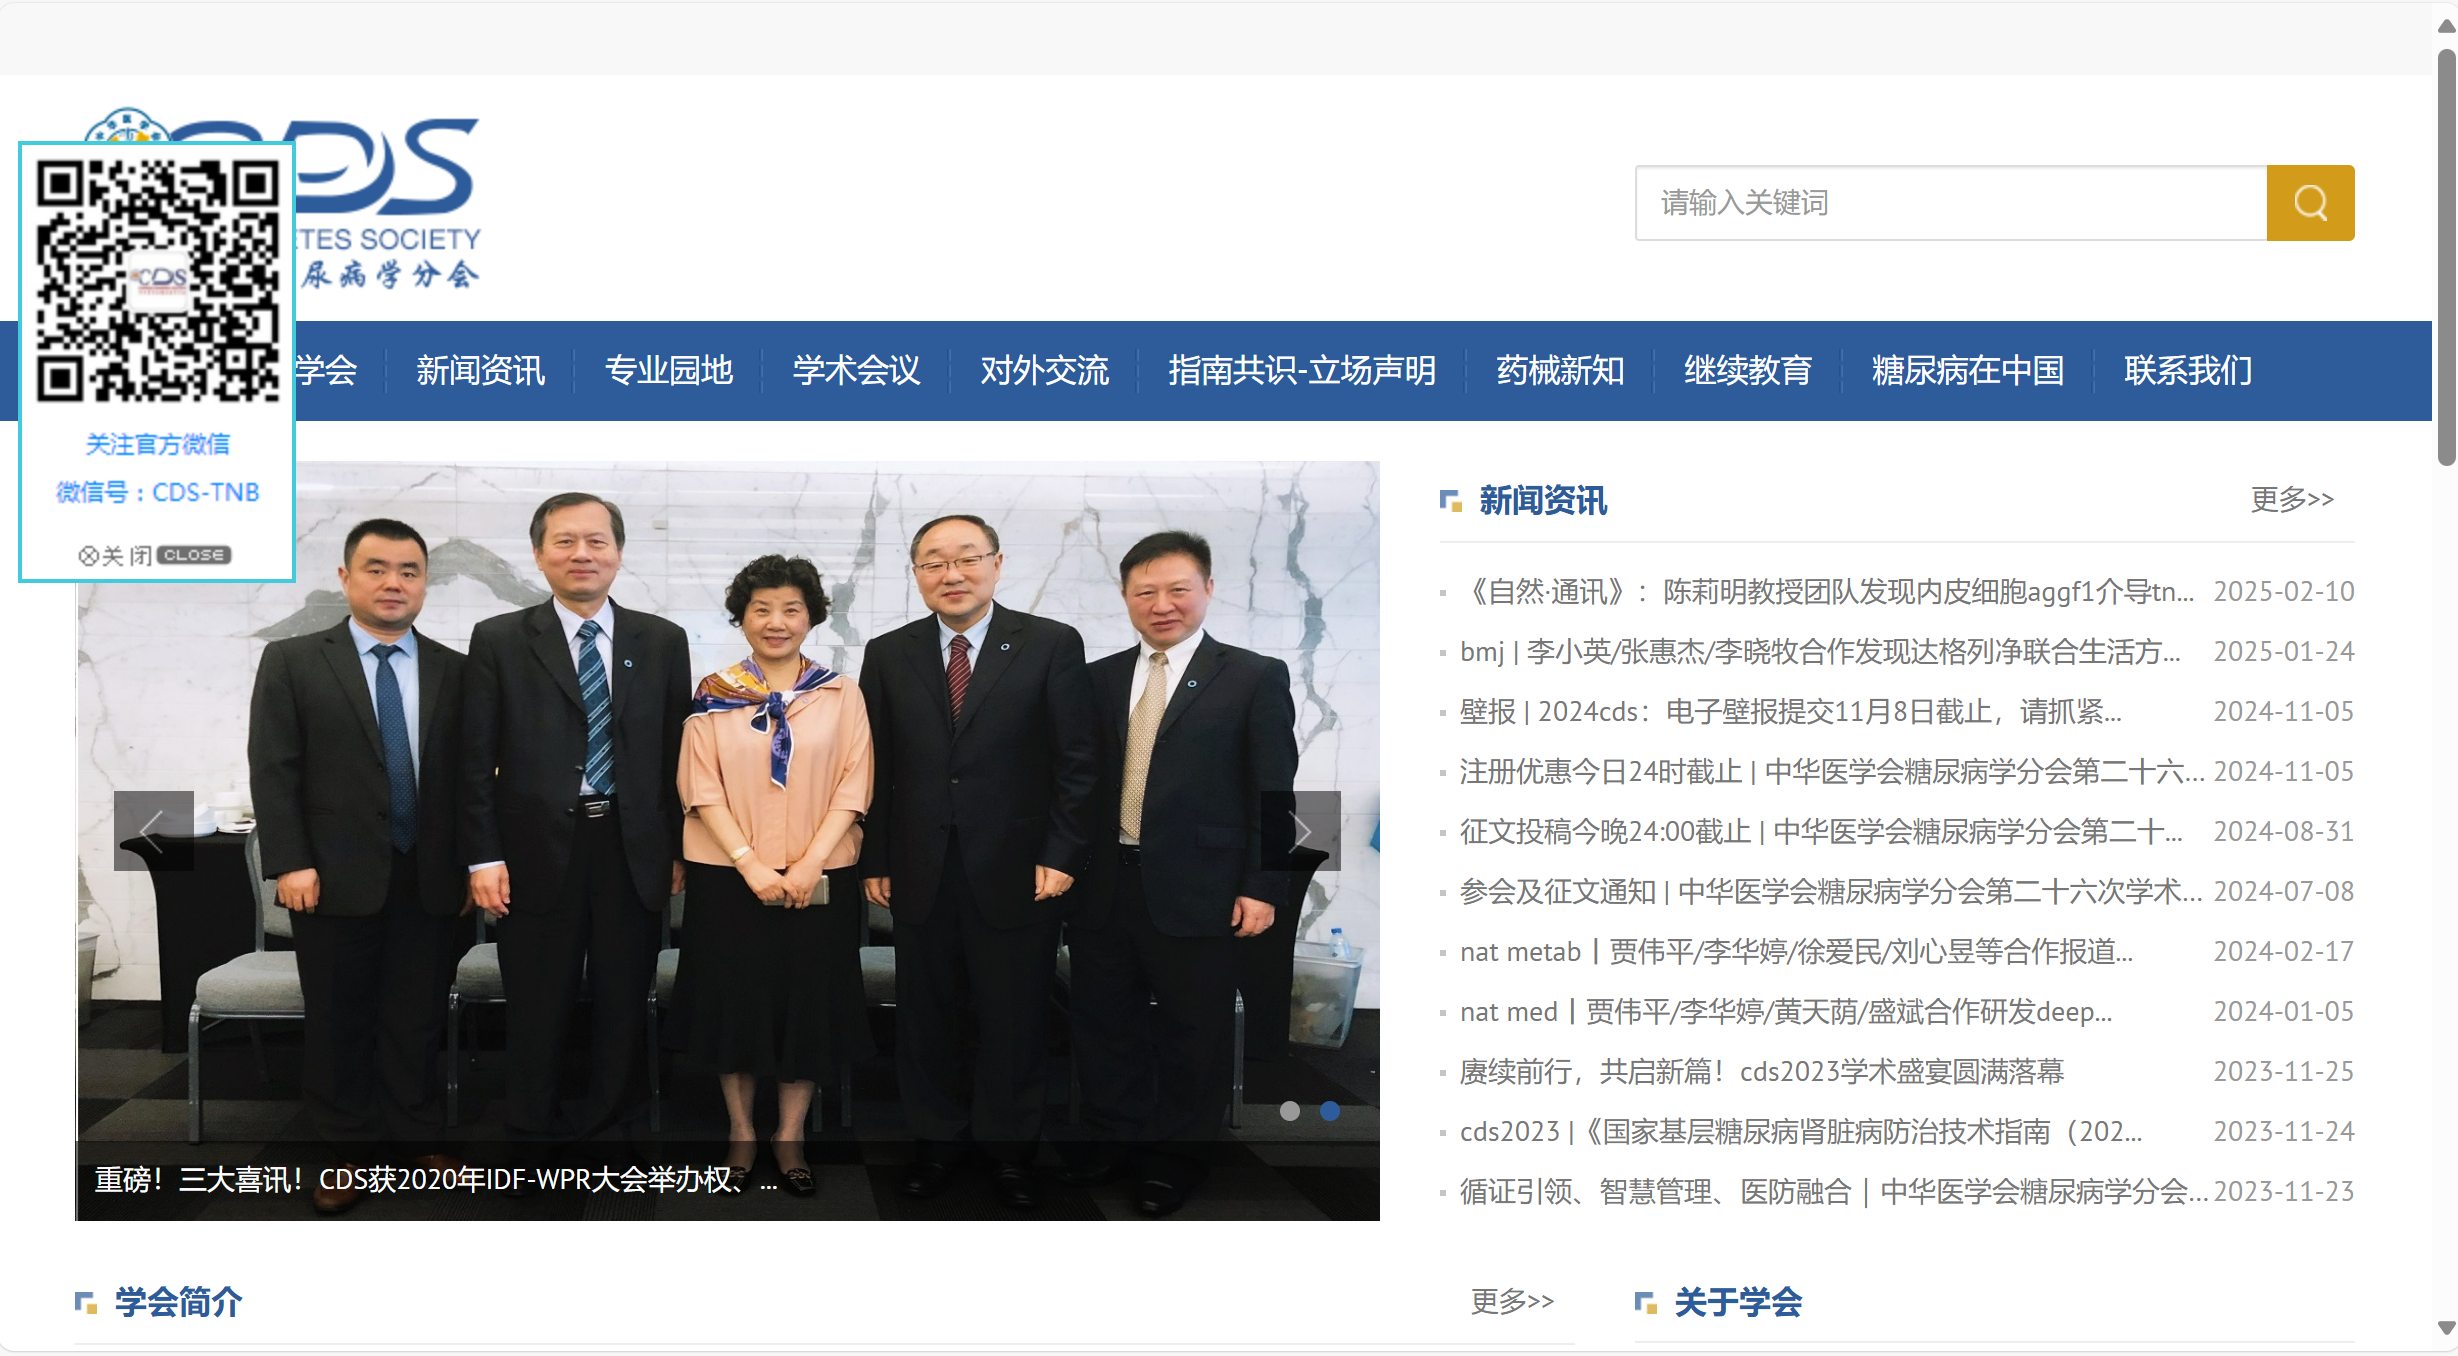 CDS
ETES SOCIETY
尿病学分会
请输入关键词
CDS
关注官方微信
微信号：CDS-TNB
关闭 CLOSE
学会
新闻资讯
专业园地
学术会议
对外交流
指南共识-立场声明
药械新知
继续教育
糖尿病在中国
联系我们
重磅！三大喜讯！CDS获2020年IDF-WPR大会举办权、...
新闻资讯 更多>>
《自然·通讯》：陈莉明教授团队发现内皮细胞aggf1介导tn... 2025-02-10
bmj | 李小英/张惠杰/李晓牧合作发现达格列净联合生活方... 2025-01-24
壁报 | 2024cds：电子壁报提交11月8日截止，请抓紧... 2024-11-05
注册优惠今日24时截止 | 中华医学会糖尿病学分会第二十六... 2024-11-05
征文投稿今晚24:00截止 | 中华医学会糖尿病学分会第二十... 2024-08-31
参会及征文通知 | 中华医学会糖尿病学分会第二十六次学术... 2024-07-08
nat metab丨贾伟平/李华婷/徐爱民/刘心昱等合作报道... 2024-02-17
nat med丨贾伟平/李华婷/黄天荫/盛斌合作研发deep... 2024-01-05
赓续前行，共启新篇！cds2023学术盛宴圆满落幕 2023-11-25
cds2023 |《国家基层糖尿病肾脏病防治技术指南（202... 2023-11-24
循证引领、智慧管理、医防融合｜中华医学会糖尿病学分会... 2023-11-23
学会简介 更多>>
关于学会